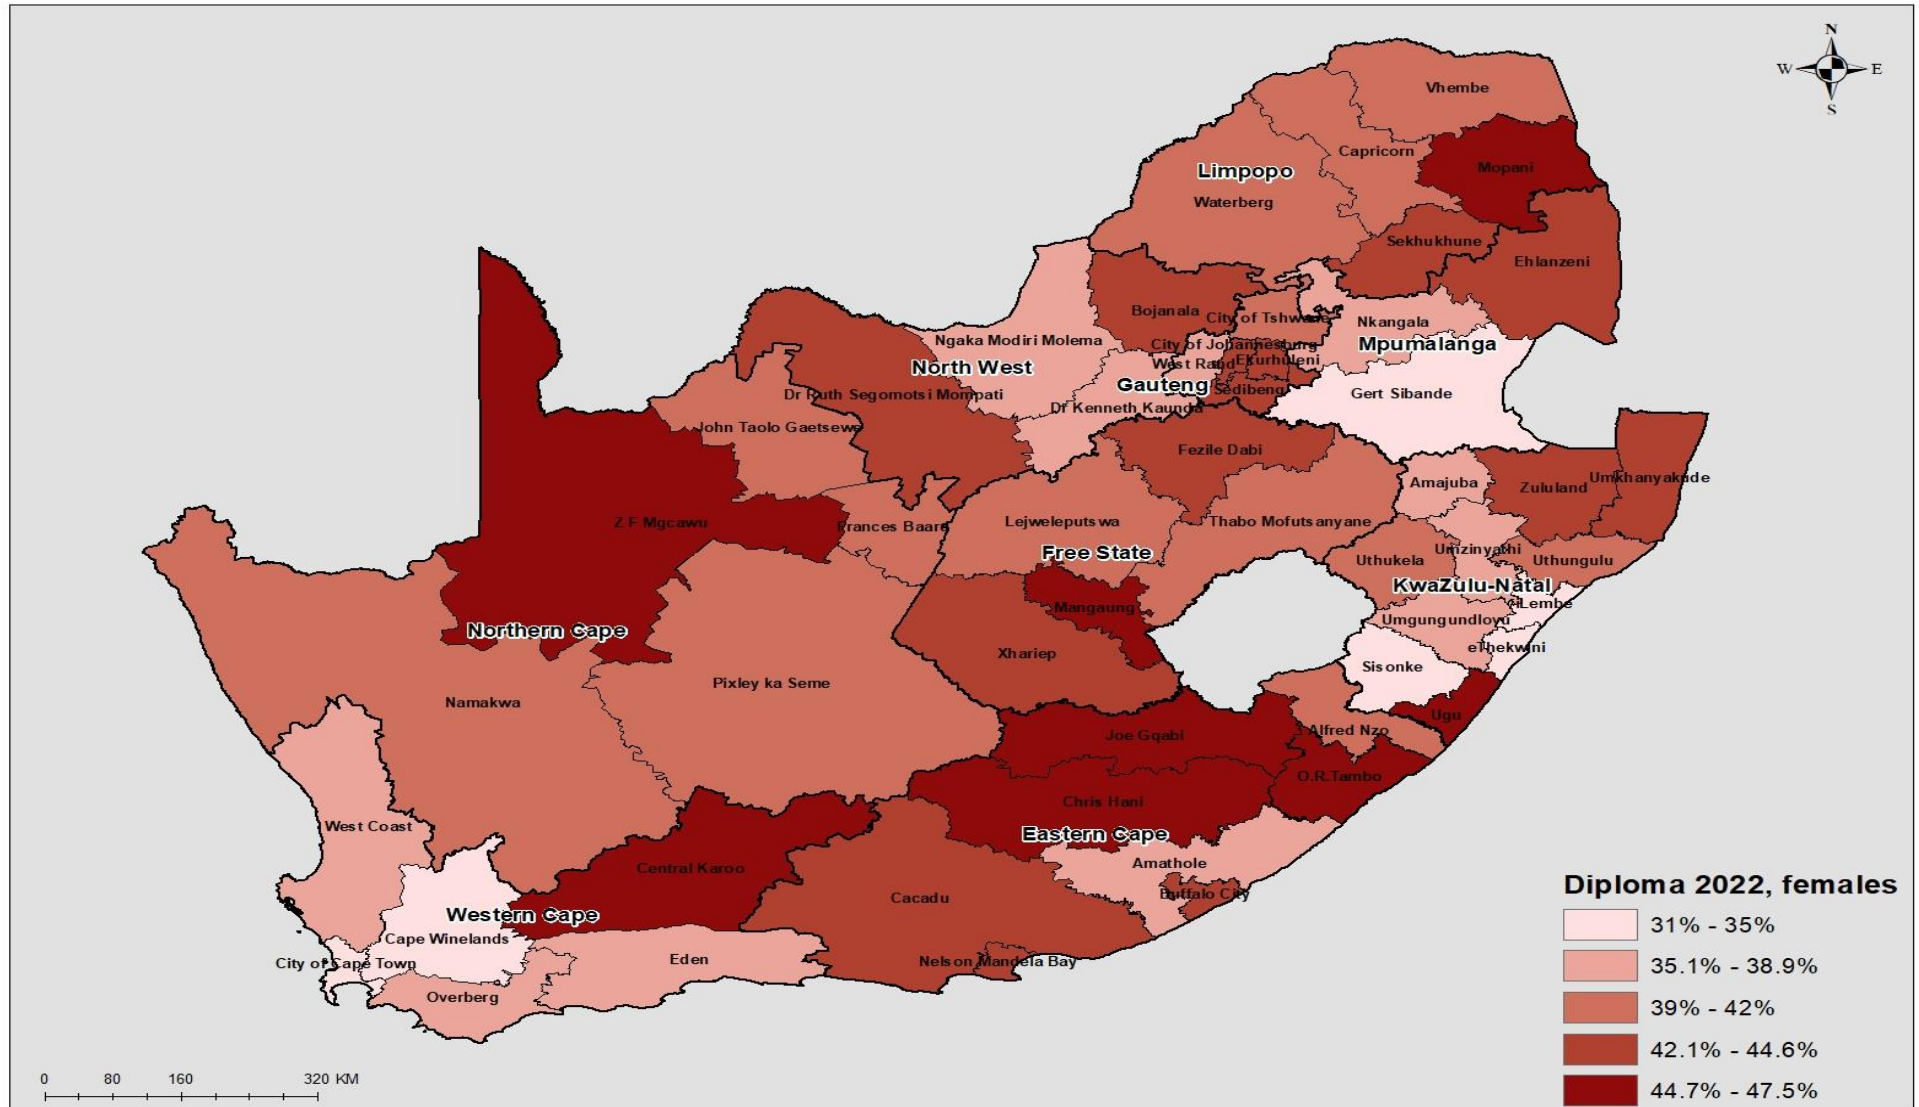 N
W E
S
Vhembe
Capricorn
Mopani
Limpopo
Waterberg
Sekhukhune
Ehlanzeni
Bojanala
City of Tshwane
Nkangala
Ngaka Modiri Molema
City of Johannesburg
Mpumalanga
North West
West Rand
Ekurhuleni
Gauteng
Sedibeng
Gert Sibande
Dr Ruth Segomotsi Mompati
Dr Kenneth Kaunda
John Taolo Gaetsewe
Fezile Dabi
Amajuba
Zululand
Umkhanyakude
Z F Mgcawu
Frances Baard
Lejweleputswa
Thabo Mofutsanyane
Free State
Uthukela
Umzinyathi
Uthungulu
KwaZulu-Natal
iLembe
Mangaung
Umgungundlovu
Northern Cape
eThekwini
Xhariep
Sisonke
Pixley ka Seme
Namakwa
Ugu
Joe Gqabi
Alfred Nzo
O.R.Tambo
Chris Hani
West Coast
Eastern Cape
Amathole
Central Karoo
Buffalo City
Cacadu
Western Cape
Cape Winelands
City of Cape Town
Eden
Nelson Mandela Bay
Overberg
Diploma 2022, females
31% - 35%
35.1% - 38.9%
39% - 42%
42.1% - 44.6%
44.7% - 47.5%
0 80 160 320 KM